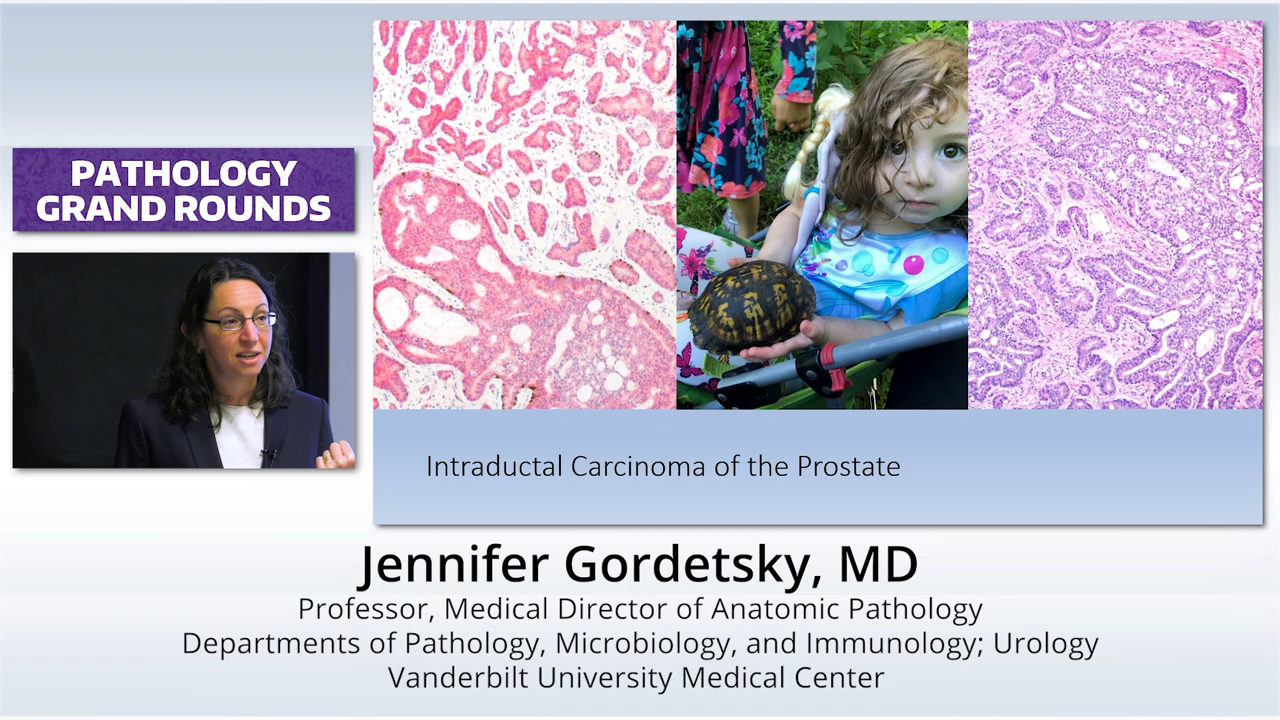 PATHOLOGY
GRAND ROUNDS
Intraductal Carcinoma of the Prostate
Jennifer Gordetsky, MD
Professor, Medical Director of Anatomic Pathology
Departments of Pathology, Microbiology, and Immunology; Urology
Vanderbilt University Medical Center